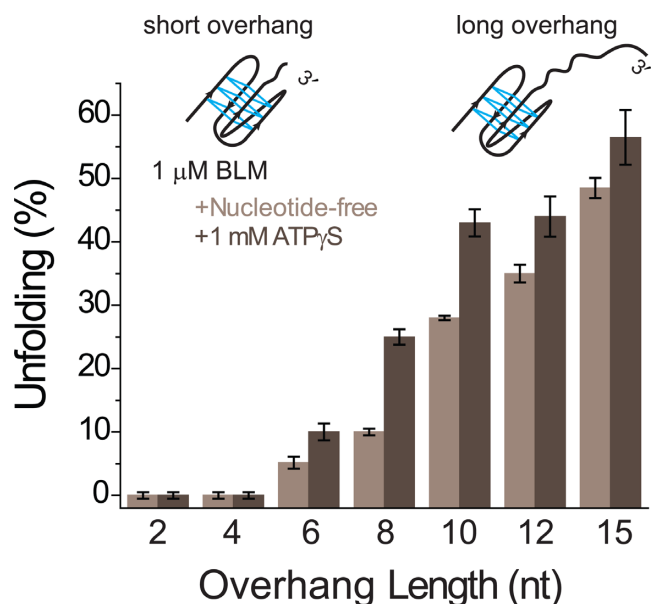 short overhang
long overhang
3'
3'
1 μM BLM
+Nucleotide-free
+1 mM ATPγS
Unfolding (%)
60
50
40
30
20
10
0
2 4 6 8 10 12 15
Overhang Length (nt)